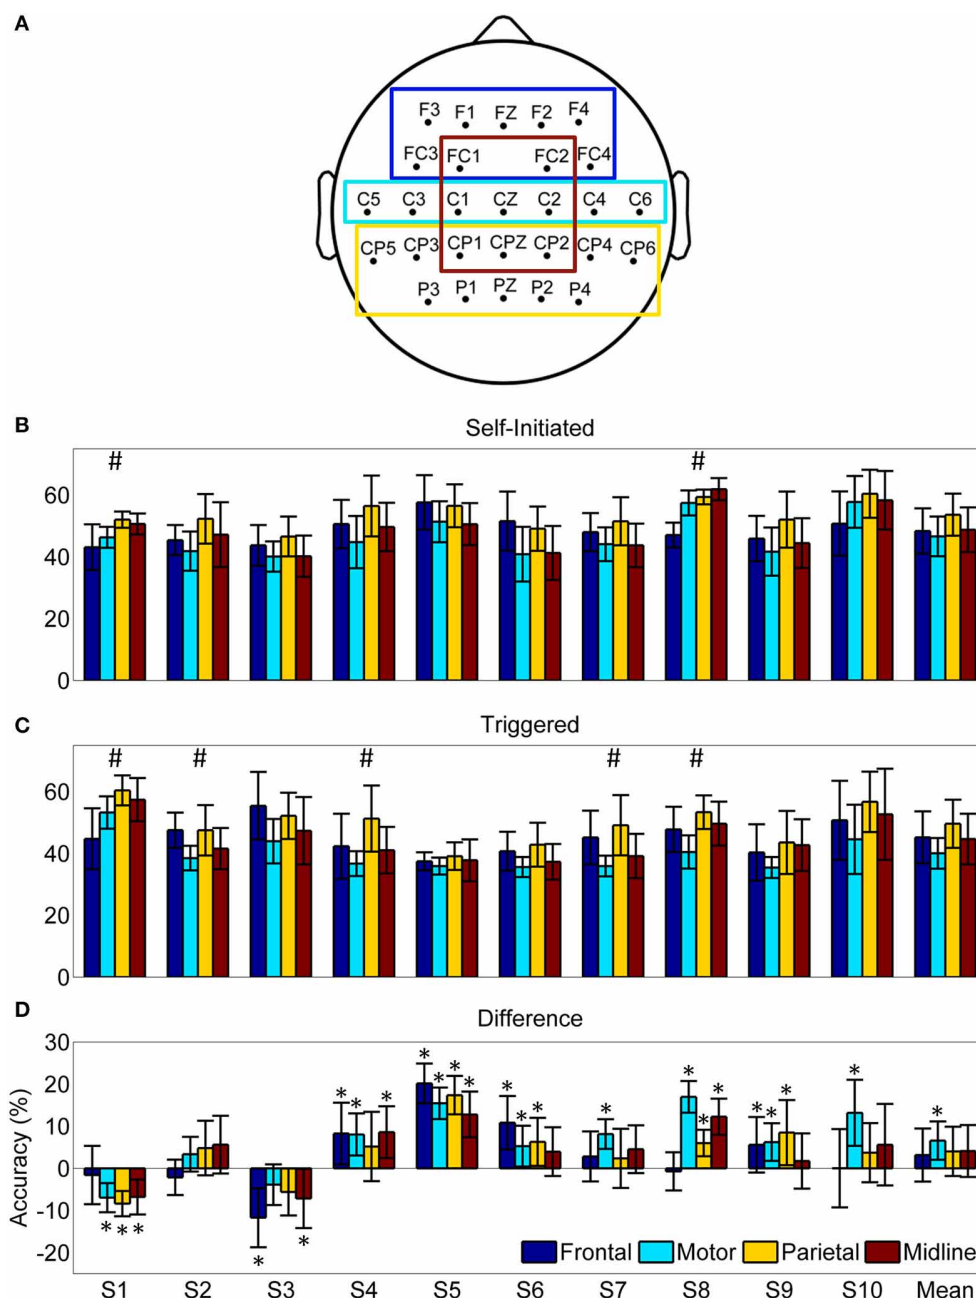 A
F3 F1 FZ F2 F4
FC3 FC1 FC2 FC4
C5 C3 C1 CZ C2 C4 C6
CP5 CP3 CP1 CPZ CP2 CP4 CP6
P3 P1 PZ P2 P4
B
Self-Initiated
# #
60
40
20
0
C
Triggered
# # # # #
60
40
20
0
D
Difference
Accuracy (%)
30
20
10
0
-10
-20
* * * * * * * * * * * * * * * * * * * *
* * *
* *
Frontal Motor Parietal Midline
S1 S2 S3 S4 S5 S6 S7 S8 S9 S10 Mean